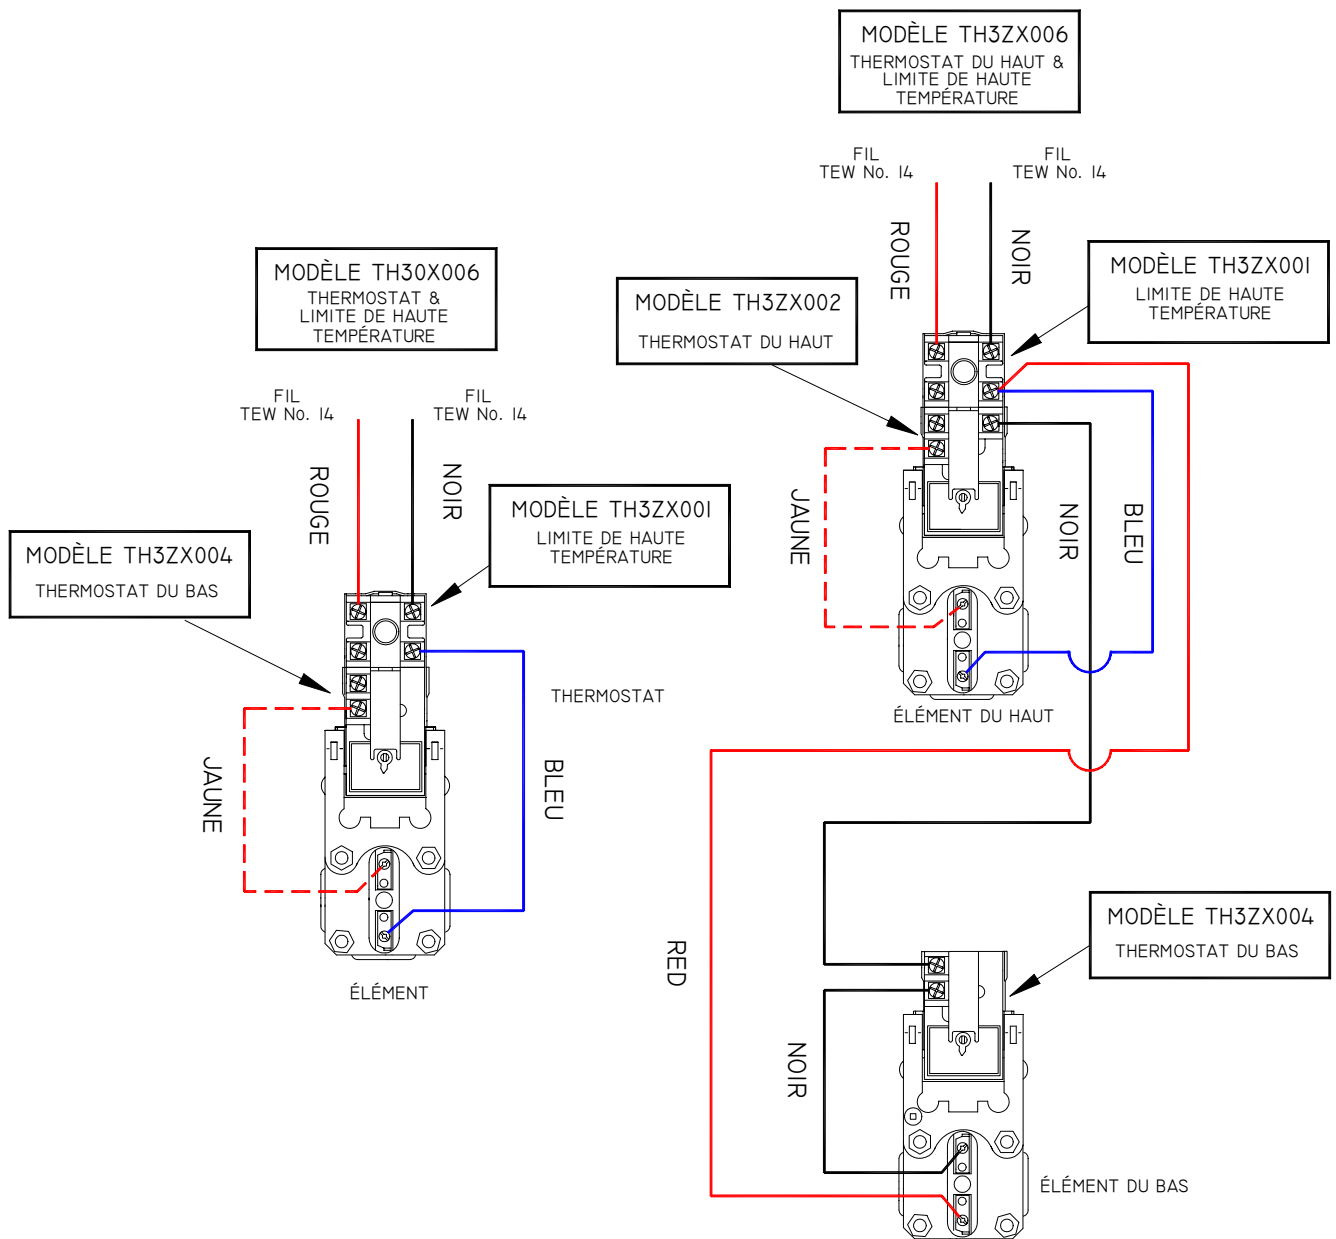 MODÈLE TH3ZX006
THERMOSTAT DU HAUT &
LIMITE DE HAUTE
TEMPÉRATURE
FIL
TEW No. 14
FIL
TEW No. 14
ROUGE
NOIR
MODÈLE TH30X006
THERMOSTAT &
LIMITE DE HAUTE
TEMPÉRATURE
MODÈLE TH3ZX002
THERMOSTAT DU HAUT
MODÈLE TH3ZX001
LIMITE DE HAUTE
TEMPÉRATURE
FIL
TEW No. 14
FIL
TEW No. 14
ROUGE
NOIR
MODÈLE TH3ZX004
THERMOSTAT DU BAS
MODÈLE TH3ZX001
LIMITE DE HAUTE
TEMPÉRATURE
JAUNE
NOIR
BLEU
THERMOSTAT
ÉLÉMENT DU HAUT
JAUNE
BLEU
ÉLÉMENT
RED
MODÈLE TH3ZX004
THERMOSTAT DU BAS
NOIR
ÉLÉMENT DU BAS